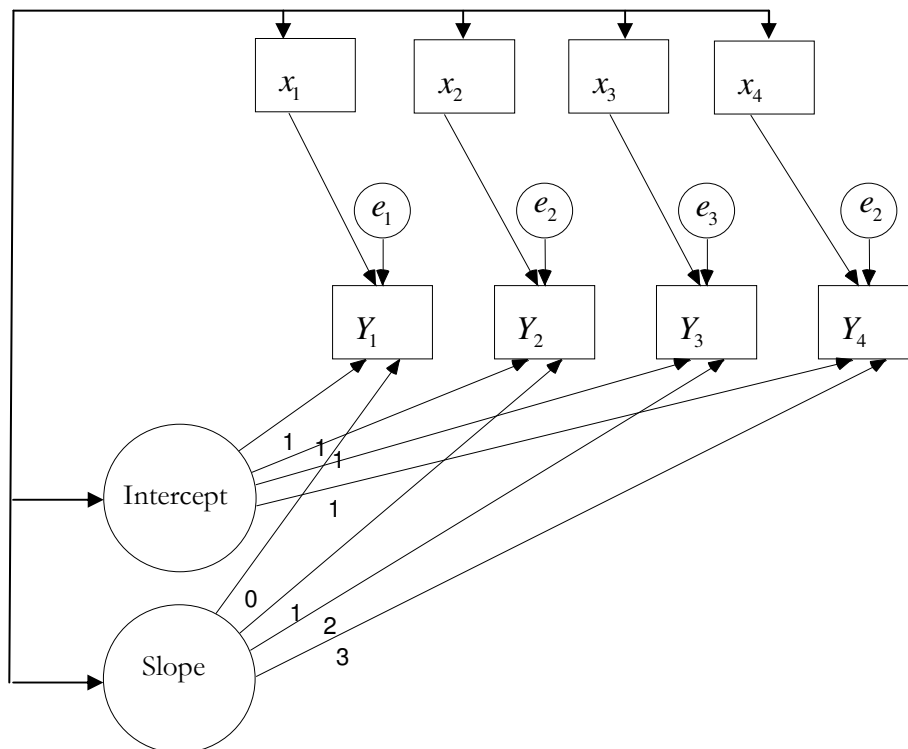 x₁ x₂ x₃ x₄
e₁ e₂ e₃ e₂
Y₁ Y₂ Y₃ Y₄
1
1
1
Intercept
1
0
1
2
3
Slope